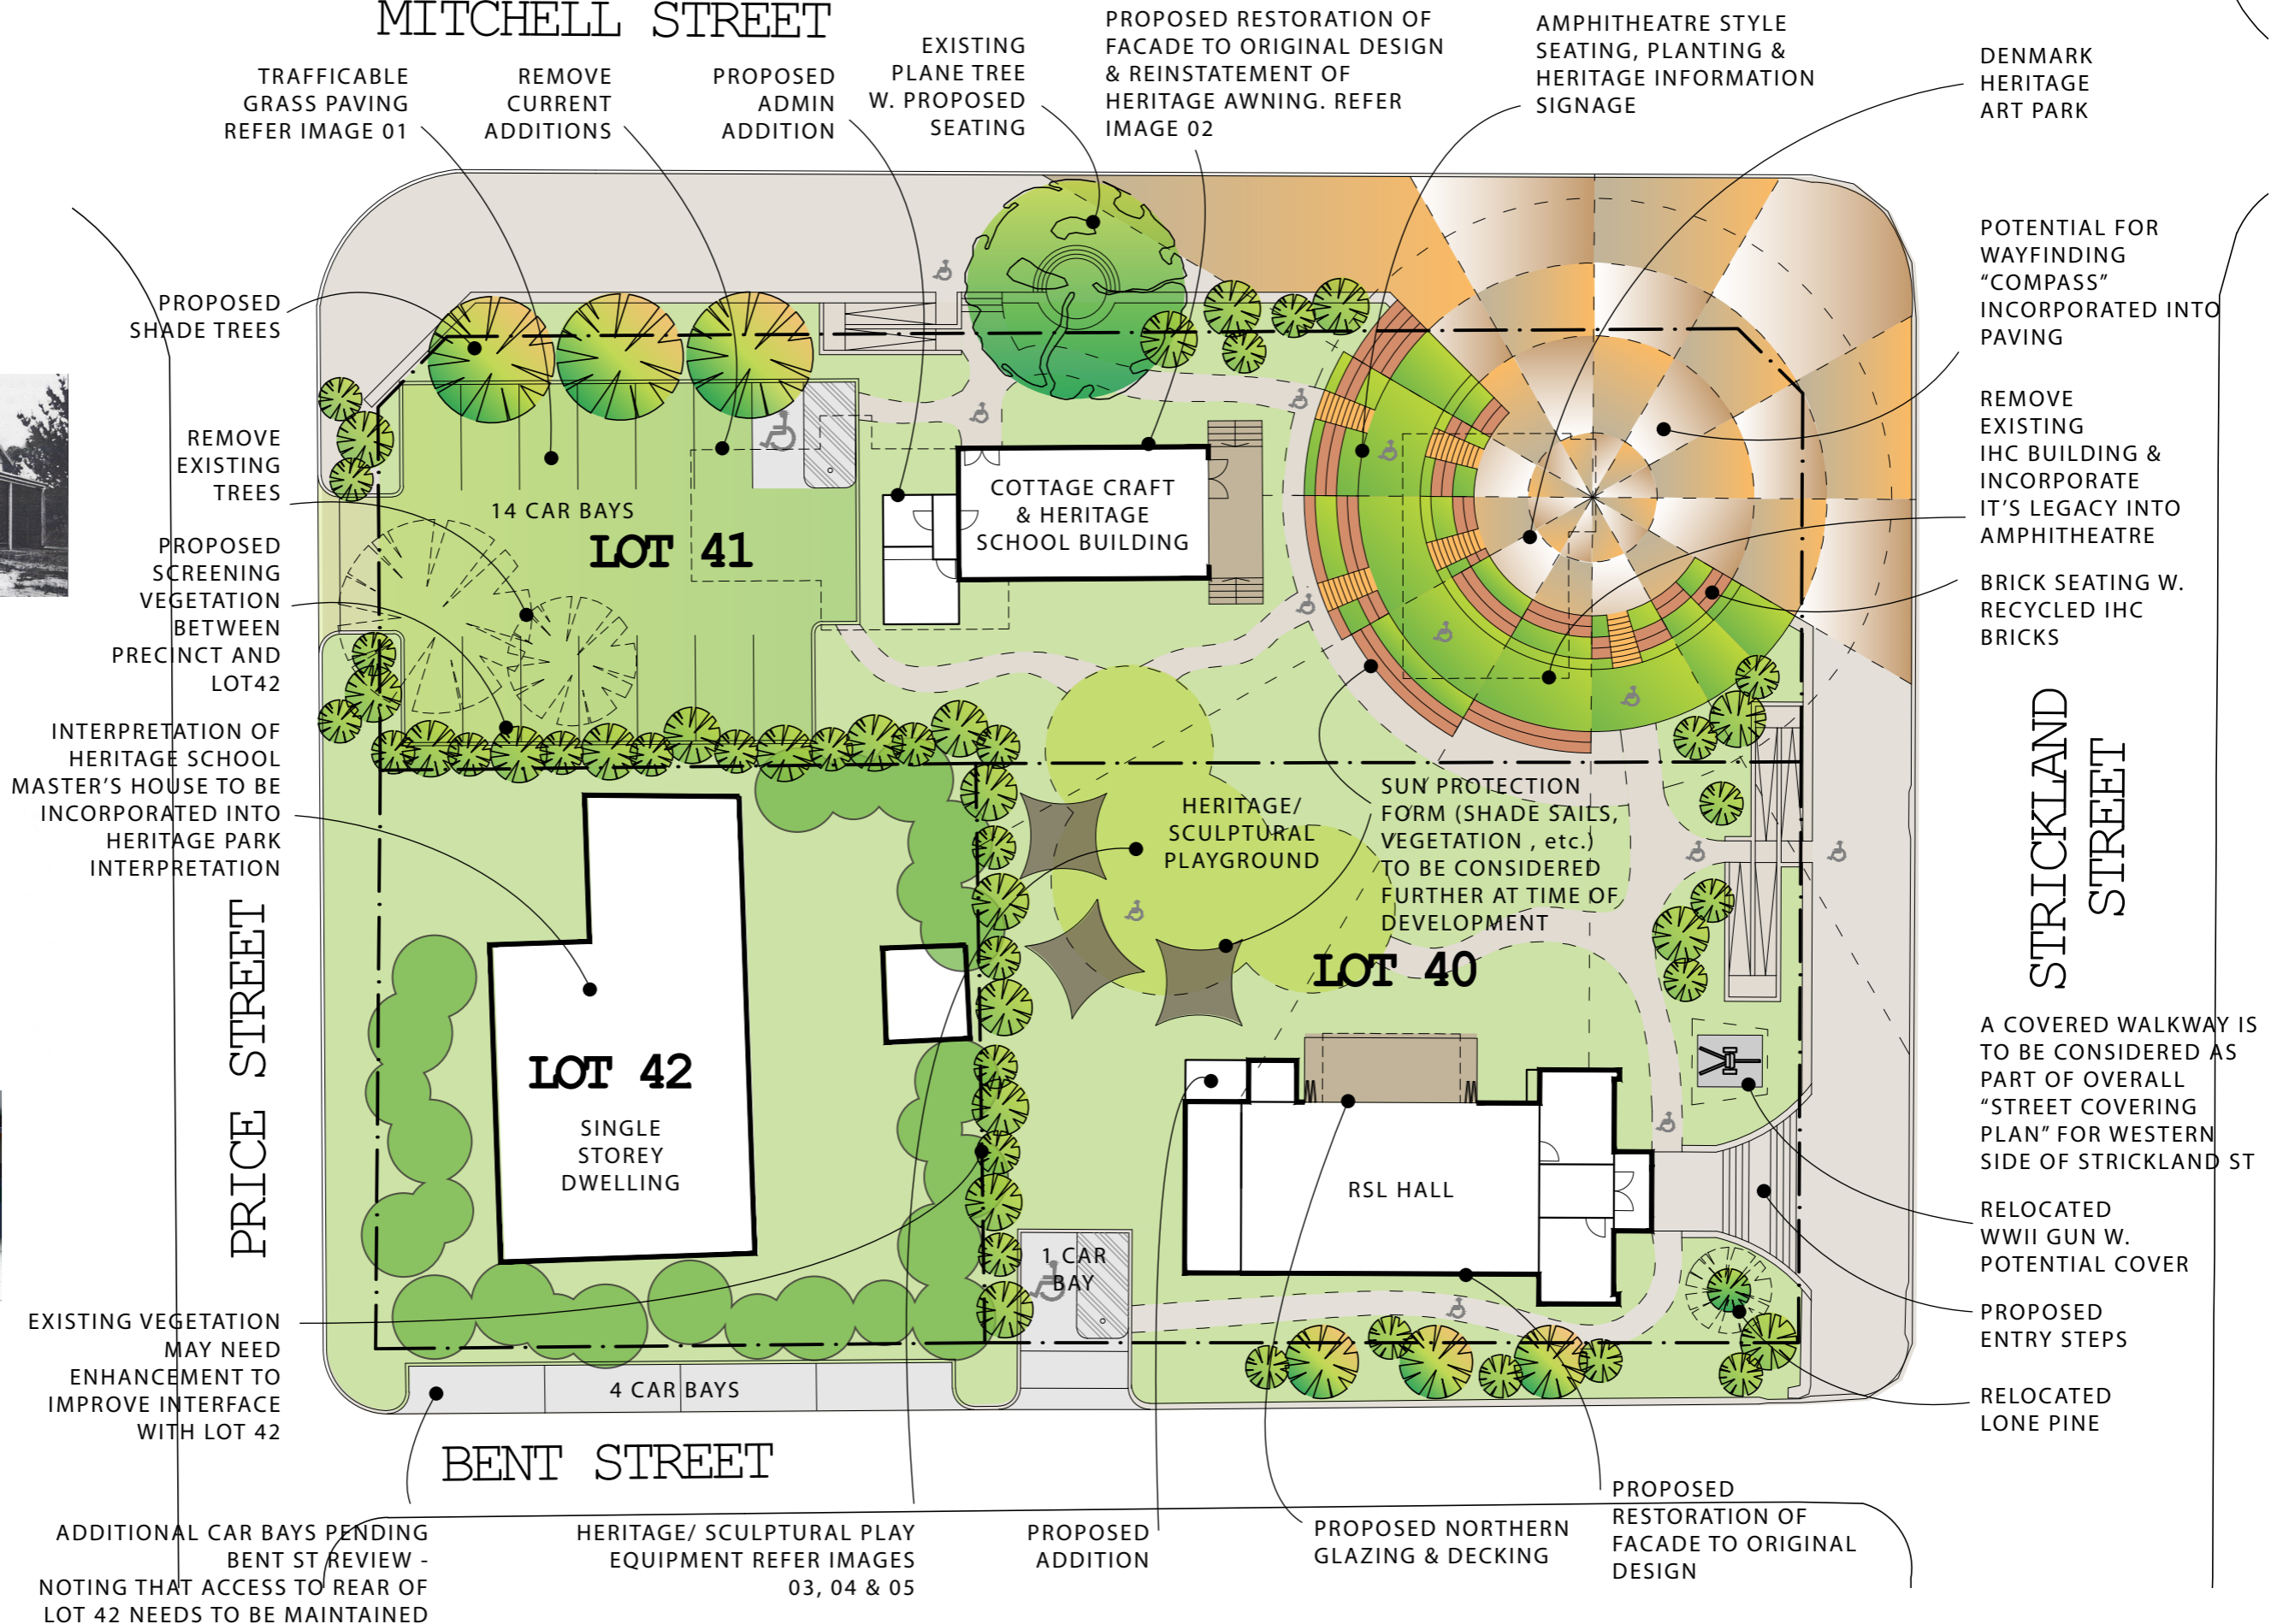 MITCHELL STREET
TRAFFICABLE
GRASS PAVING
REFER IMAGE 01
REMOVE
CURRENT
ADDITIONS
PROPOSED
ADMIN
ADDITION
EXISTING
PLANE TREE
W. PROPOSED
SEATING
PROPOSED RESTORATION OF
FACADE TO ORIGINAL DESIGN
& REINSTATEMENT OF
HERITAGE AWNING. REFER
IMAGE 02
AMPHITHEATRE STYLE
SEATING, PLANTING &
HERITAGE INFORMATION
SIGNAGE
DENMARK
HERITAGE
ART PARK
POTENTIAL FOR
WAYFINDING
“COMPASS”
INCORPORATED INTO
PAVING
REMOVE
EXISTING
IHC BUILDING &
INCORPORATE
IT’S LEGACY INTO
AMPHITHEATRE
BRICK SEATING W.
RECYCLED IHC
BRICKS
STRICKLAND
STREET
A COVERED WALKWAY IS
TO BE CONSIDERED AS
PART OF OVERALL
“STREET COVERING
PLAN” FOR WESTERN
SIDE OF STRICKLAND ST
RELOCATED
WWII GUN W.
POTENTIAL COVER
PROPOSED
ENTRY STEPS
RELOCATED
LONE PINE
PROPOSED
SHADE TREES
REMOVE
EXISTING
TREES
PROPOSED
SCREENING
VEGETATION
BETWEEN
PRECINCT AND
LOT42
INTERPRETATION OF
HERITAGE SCHOOL
MASTER’S HOUSE TO BE
INCORPORATED INTO
HERITAGE PARK
INTERPRETATION
PRICE STREET
EXISTING VEGETATION
MAY NEED
ENHANCEMENT TO
IMPROVE INTERFACE
WITH LOT 42
14 CAR BAYS
LOT 41
COTTAGE CRAFT
& HERITAGE
SCHOOL BUILDING
HERITAGE/
SCULPTURAL
PLAYGROUND
SUN PROTECTION
FORM (SHADE SAILS,
VEGETATION , etc.)
TO BE CONSIDERED
FURTHER AT TIME OF
DEVELOPMENT
LOT 40
LOT 42
SINGLE
STOREY
DWELLING
RSL HALL
1 CAR
BAY
4 CAR BAYS
BENT STREET
ADDITIONAL CAR BAYS PENDING
BENT ST REVIEW -
NOTING THAT ACCESS TO REAR OF
LOT 42 NEEDS TO BE MAINTAINED
HERITAGE/ SCULPTURAL PLAY
EQUIPMENT REFER IMAGES
03, 04 & 05
PROPOSED
ADDITION
PROPOSED NORTHERN
GLAZING & DECKING
PROPOSED
RESTORATION OF
FACADE TO ORIGINAL
DESIGN